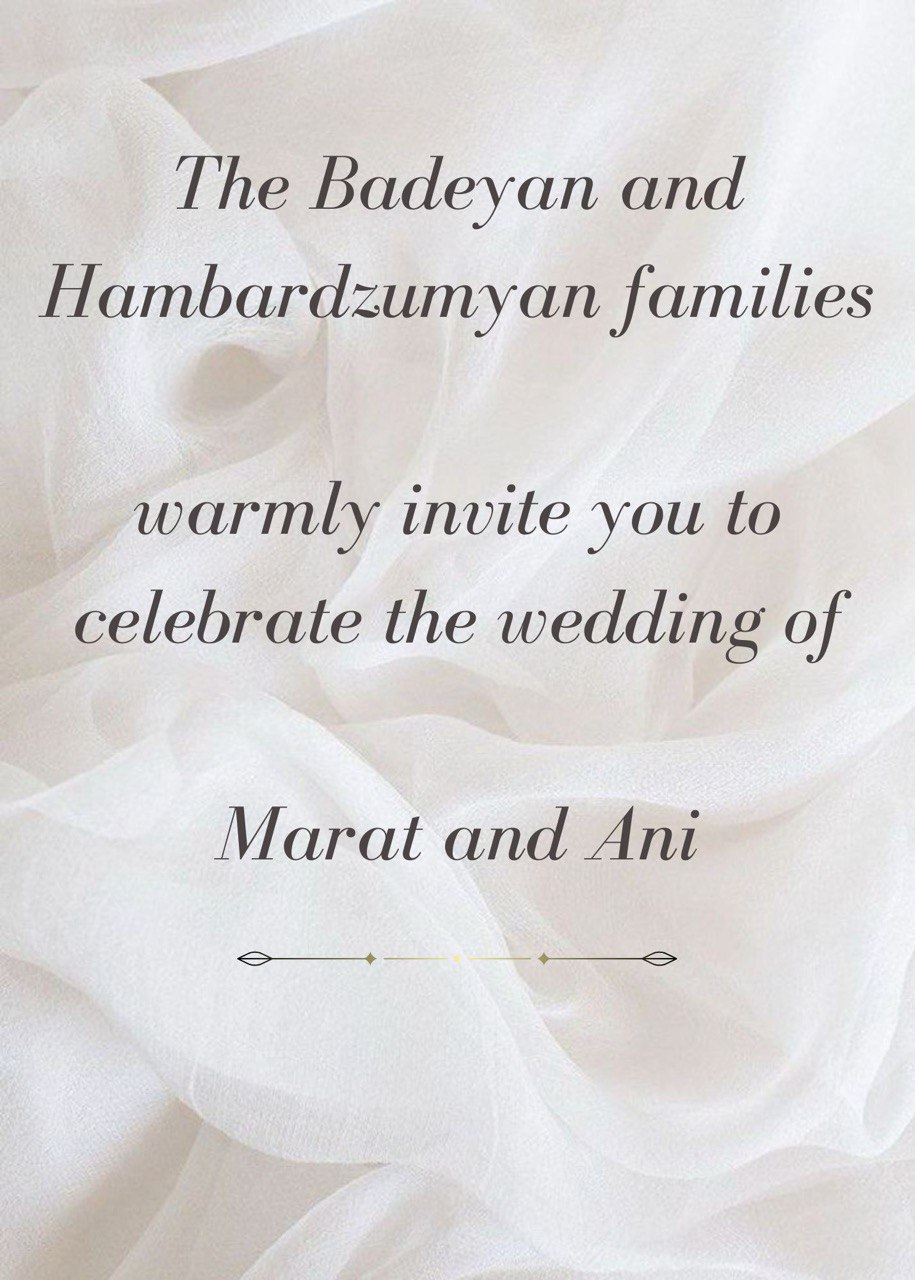 The Badeyan and
Hambardzumyan families
warmly invite you to
celebrate the wedding of
Marat and Ani